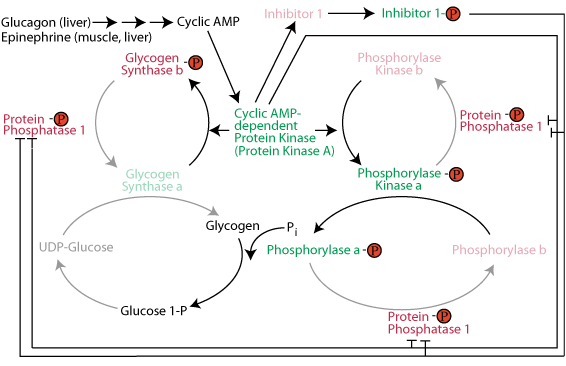 Glucagon (liver)
Epinephrine (muscle, liver)
Cyclic AMP
Inhibitor 1
Inhibitor 1-P
Glycogen -P
Synthase b
Phosphorylase
Kinase b
Protein -P
Phosphatase 1
Cyclic AMP-
dependent
Protein Kinase
(Protein Kinase A)
Protein -P
Phosphatase 1
Glycogen
Synthase a
Phosphorylase -P
Kinase a
Glycogen
Pi
UDP-Glucose
Phosphorylase a -P
Phosphorylase b
Glucose 1-P
Protein -P
Phosphatase 1